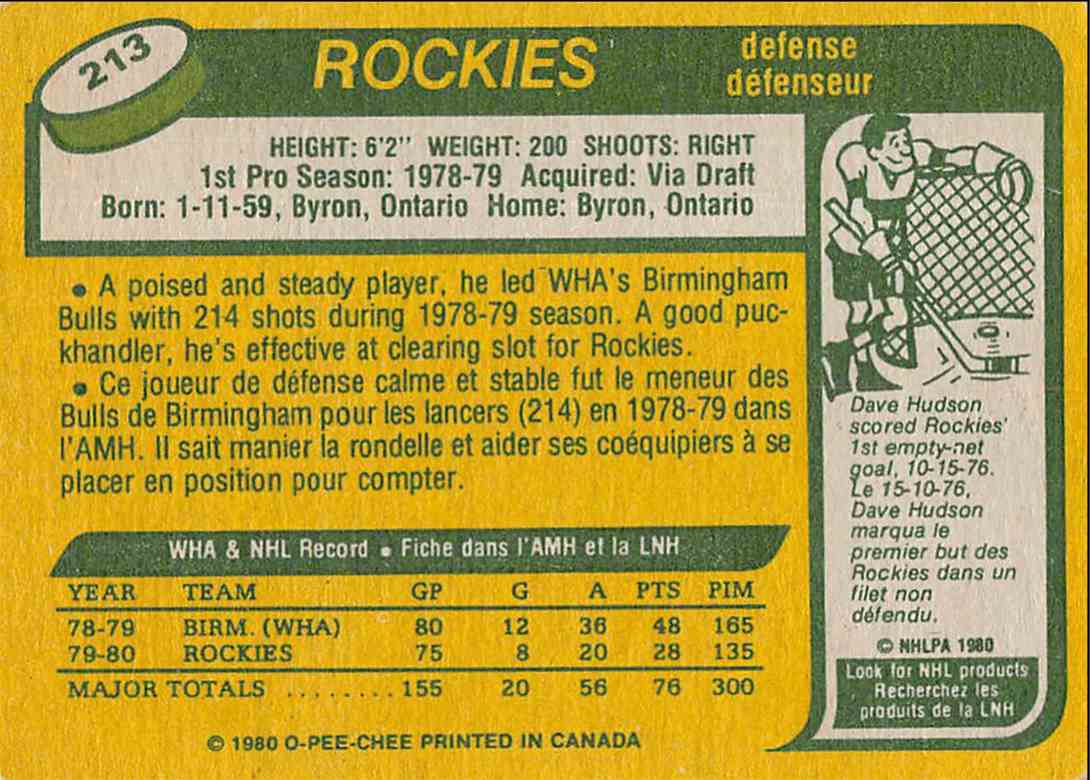 213
ROCKIES
defense
défenseur
HEIGHT: 6'2" WEIGHT: 200 SHOOTS: RIGHT
1st Pro Season: 1978-79 Acquired: Via Draft
Born: 1-11-59, Byron, Ontario Home: Byron, Ontario
• A poised and steady player, he led WHA's Birmingham
Bulls with 214 shots during 1978-79 season. A good puc-
khandler, he's effective at clearing slot for Rockies.
• Ce joueur de défense calme et stable fut le meneur des
Bulls de Birmingham pour les lancers (214) en 1978-79 dans
l'AMH. Il sait manier la rondelle et aider ses coéquipiers à se
placer en position pour compter.
WHA & NHL Record • Fiche dans l'AMH et la LNH
YEAR TEAM GP G A PTS PIM
78-79 BIRM. (WHA) 80 12 36 48 165
79-80 ROCKIES 75 8 20 28 135
MAJOR TOTALS ........ 155 20 56 76 300
© 1980 O-PEE-CHEE PRINTED IN CANADA
Dave Hudson
scored Rockies'
1st empty-net
goal, 10-15-76.
Le 15-10-76,
Dave Hudson
marqua le
premier but des
Rockies dans un
filet non
défendu.
© NHLPA 1980
Look for NHL products
Recherchez les
produits de la LNH